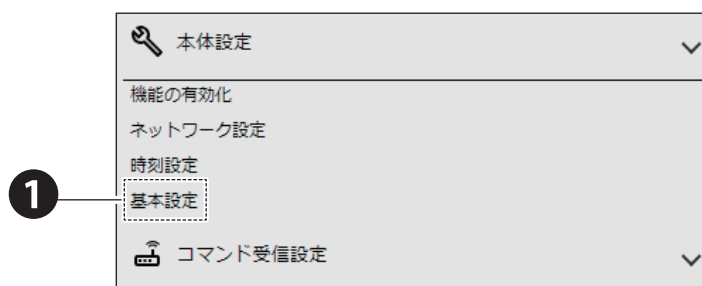 本体設定
機能の有効化
ネットワーク設定
時刻設定
1
基本設定
コマンド受信設定